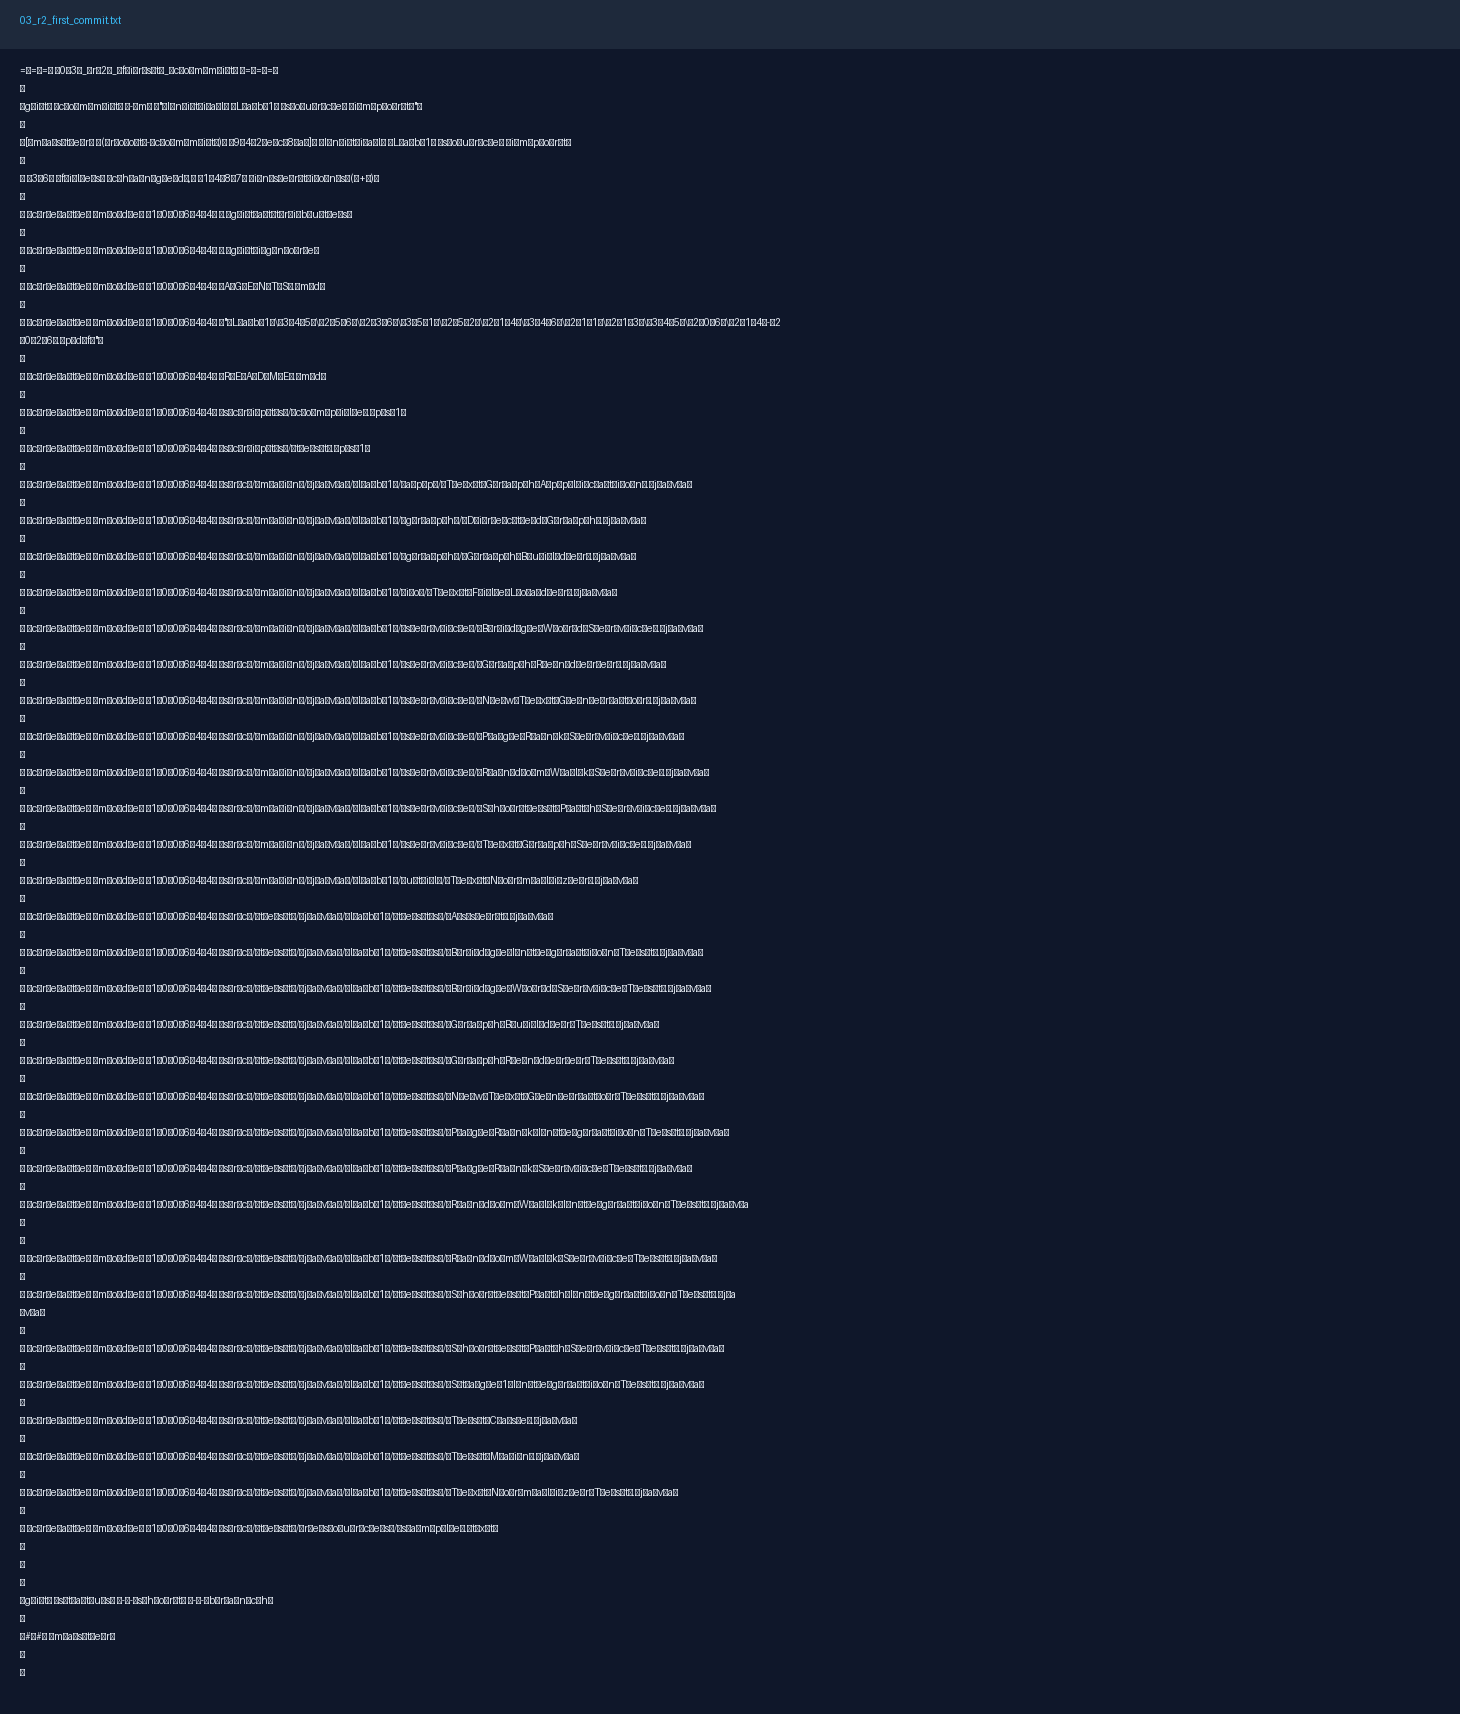 03_r2_first_commit.txt
=== 03_r2_first_commit ===
git commit -m "Initial Lab1 source import"
[master (root-commit) 942ec8a] Initial Lab1 source import
36 files changed, 1487 insertions(+)
create mode 100644 .gitattributes
create mode 100644 .gitignore
create mode 100644 AGENTS.md
create mode 100644 "Lab1\345\256\236\351\252\214\346\211\213\345\206\214-2
026.pdf"
create mode 100644 README.md
create mode 100644 scripts/compile.ps1
create mode 100644 scripts/test.ps1
create mode 100644 src/main/java/lab1/app/TextGraphApplication.java
create mode 100644 src/main/java/lab1/graph/DirectedGraph.java
create mode 100644 src/main/java/lab1/graph/GraphBuilder.java
create mode 100644 src/main/java/lab1/io/TextFileLoader.java
create mode 100644 src/main/java/lab1/service/BridgeWordService.java
create mode 100644 src/main/java/lab1/service/GraphRenderer.java
create mode 100644 src/main/java/lab1/service/NewTextGenerator.java
create mode 100644 src/main/java/lab1/service/PageRankService.java
create mode 100644 src/main/java/lab1/service/RandomWalkService.java
create mode 100644 src/main/java/lab1/service/ShortestPathService.java
create mode 100644 src/main/java/lab1/service/TextGraphService.java
create mode 100644 src/main/java/lab1/util/TextNormalizer.java
create mode 100644 src/test/java/lab1/tests/Assert.java
create mode 100644 src/test/java/lab1/tests/BridgeIntegrationTest.java
create mode 100644 src/test/java/lab1/tests/BridgeWordServiceTest.java
create mode 100644 src/test/java/lab1/tests/GraphBuilderTest.java
create mode 100644 src/test/java/lab1/tests/GraphRendererTest.java
create mode 100644 src/test/java/lab1/tests/NewTextGeneratorTest.java
create mode 100644 src/test/java/lab1/tests/PageRankIntegrationTest.java
create mode 100644 src/test/java/lab1/tests/PageRankServiceTest.java
create mode 100644 src/test/java/lab1/tests/RandomWalkIntegrationTest.java
create mode 100644 src/test/java/lab1/tests/RandomWalkServiceTest.java
create mode 100644 src/test/java/lab1/tests/ShortestPathIntegrationTest.ja
va
create mode 100644 src/test/java/lab1/tests/ShortestPathServiceTest.java
create mode 100644 src/test/java/lab1/tests/Stage1IntegrationTest.java
create mode 100644 src/test/java/lab1/tests/TestCase.java
create mode 100644 src/test/java/lab1/tests/TestMain.java
create mode 100644 src/test/java/lab1/tests/TextNormalizerTest.java
create mode 100644 src/test/resources/sample.txt
git status --short --branch
## master